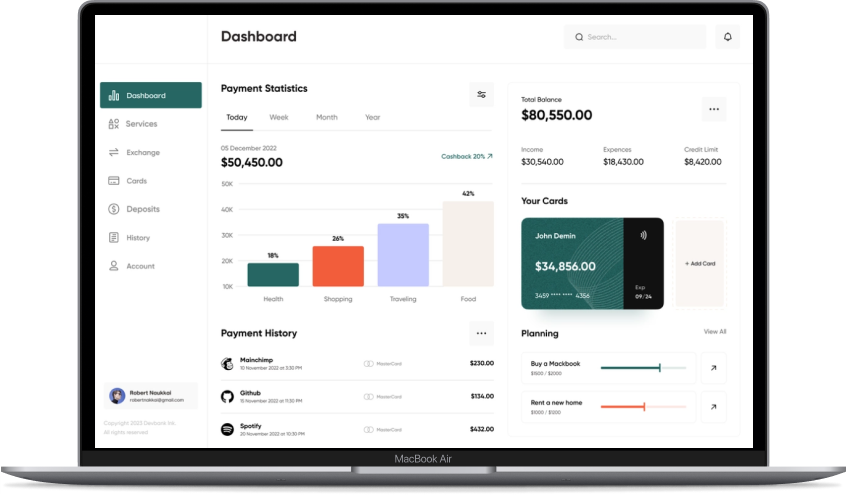 Dashboard
Search...
Dashboard
Services
Exchange
Cards
Deposits
History
Account
Robert Naukkal
robertnakkal@gmail.com
Copyright 2023 Desbank Ink.
All rights reserved
Payment Statistics
Today Week Month Year
05 December 2022
$50,450.00
Cashback 20%
50K
40K
30K
20K
10K
18%
26%
35%
42%
Health Shopping Traveling Food
Payment History
Mainchimp
10 November 2022 at 5:30 PM
MasterCard
$230.00
Github
15 November 2022 at 11:30 PM
MasterCard
$134.00
Spotify
20 November 2022 at 10:30 PM
MasterCard
$432.00
Total Balance
$80,550.00
Income Expences Credit Limit
$30,540.00 $18,430.00 $8,420.00
Your Cards
John Demin
$34,856.00
3459 **** **** 4356
Exp
09/24
+ Add Card
Planning
View All
Buy a Mackbook
$1500 / $2000
Rent a new home
$1000 / $1200
MacBook Air